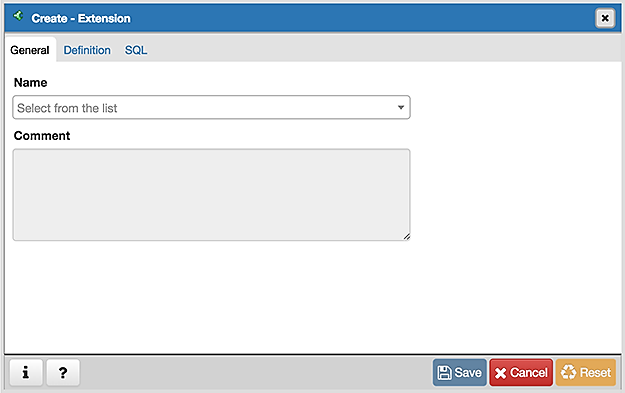 Create - Extension
General Definition SQL
Name
Select from the list
Comment
i ? Save Cancel Reset